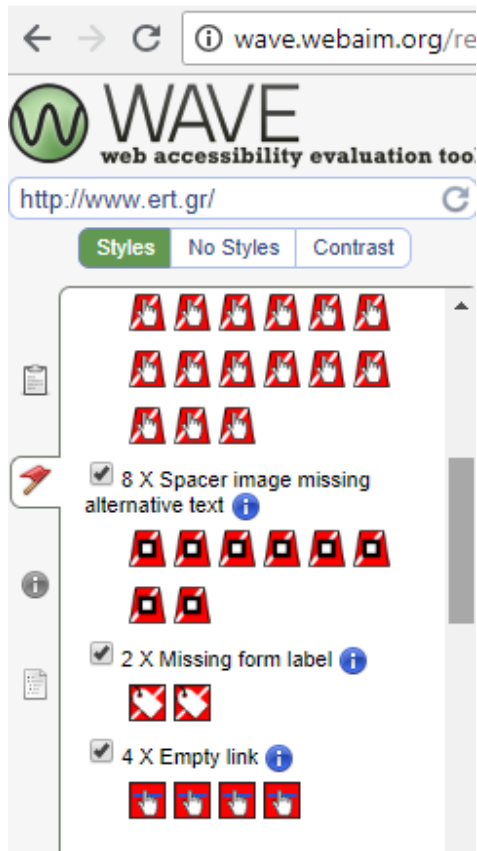 wave.webaim.org/re
WAVE
web accessibility evaluation too
http://www.ert.gr/
Styles No Styles Contrast
8 X Spacer image missing
alternative text
2 X Missing form label
4 X Empty link